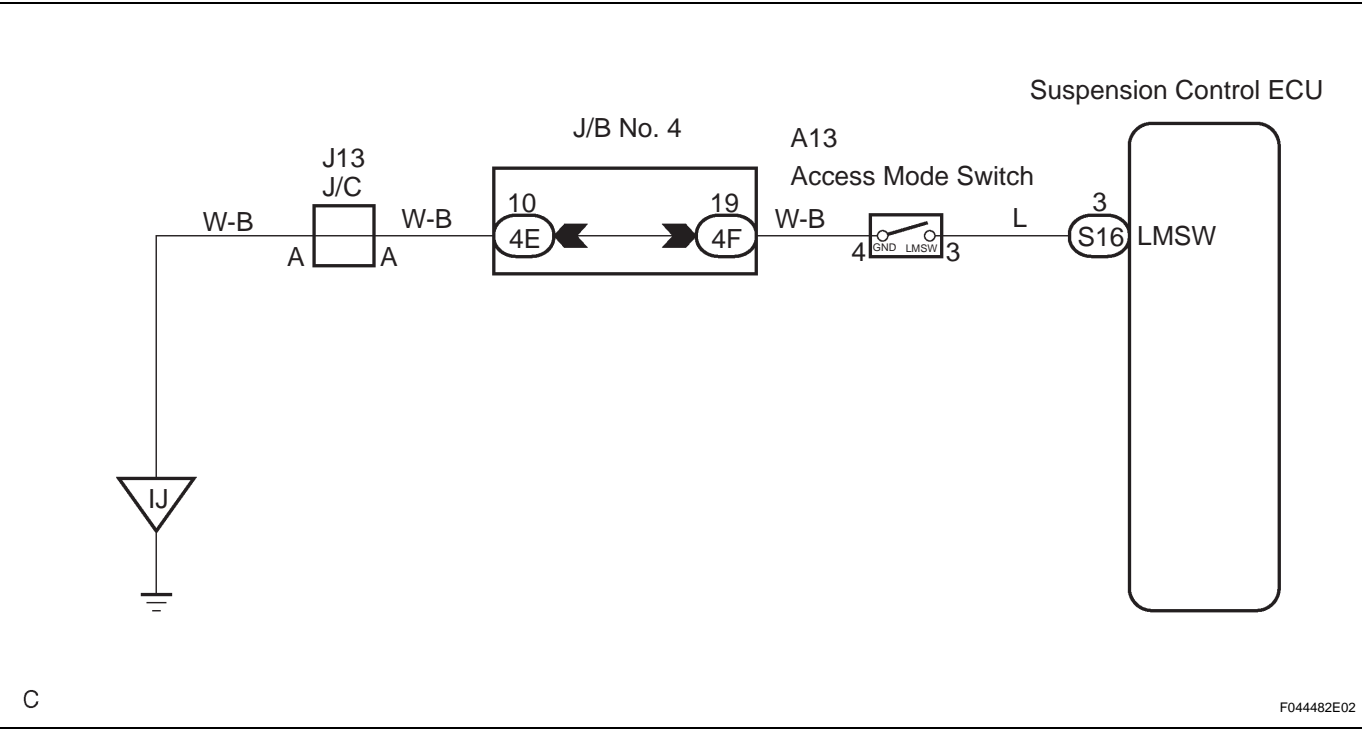 Suspension Control ECU
J/B No. 4
A13
Access Mode Switch
J13
J/C
W-B
A
A
W-B
10
4E
19
4F
W-B
4
GND
LMSW
3
L
3
S16
LMSW
IJ
C
F044482E02